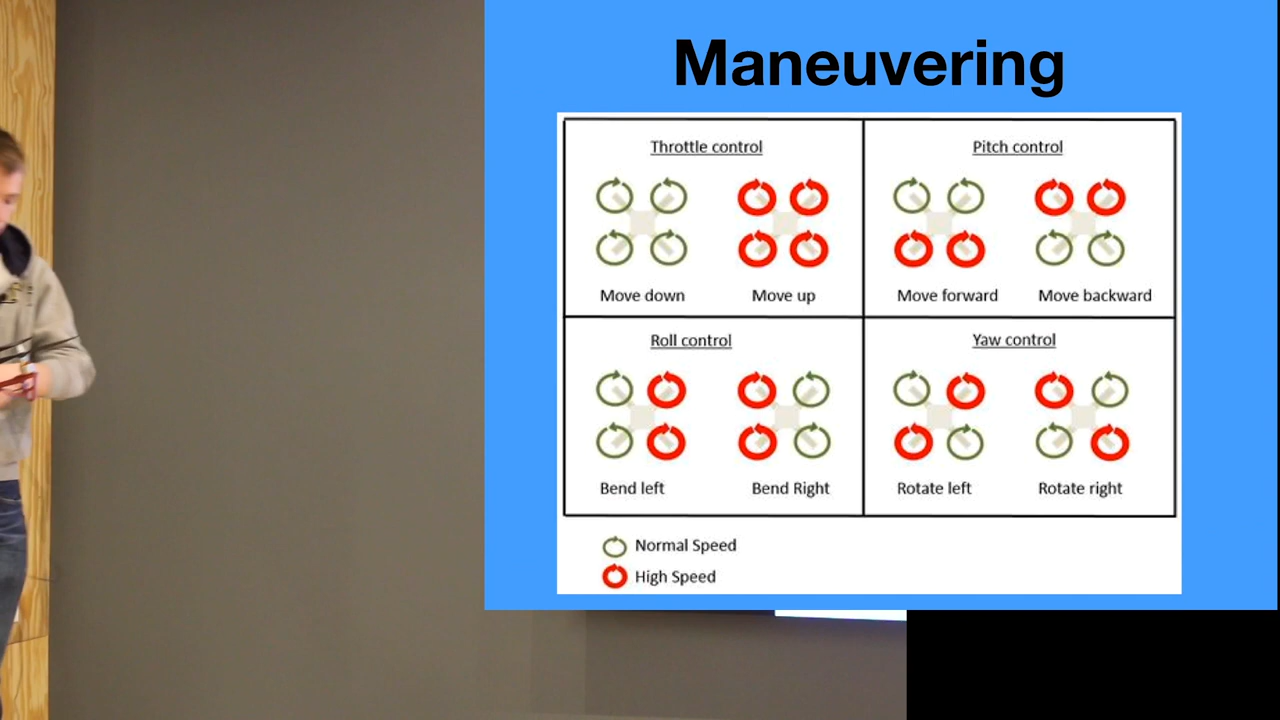 Maneuvering
Throttle control
Pitch control
Move down
Move up
Move forward
Move backward
Roll control
Yaw control
Bend left
Bend Right
Rotate left
Rotate right
Normal Speed
High Speed